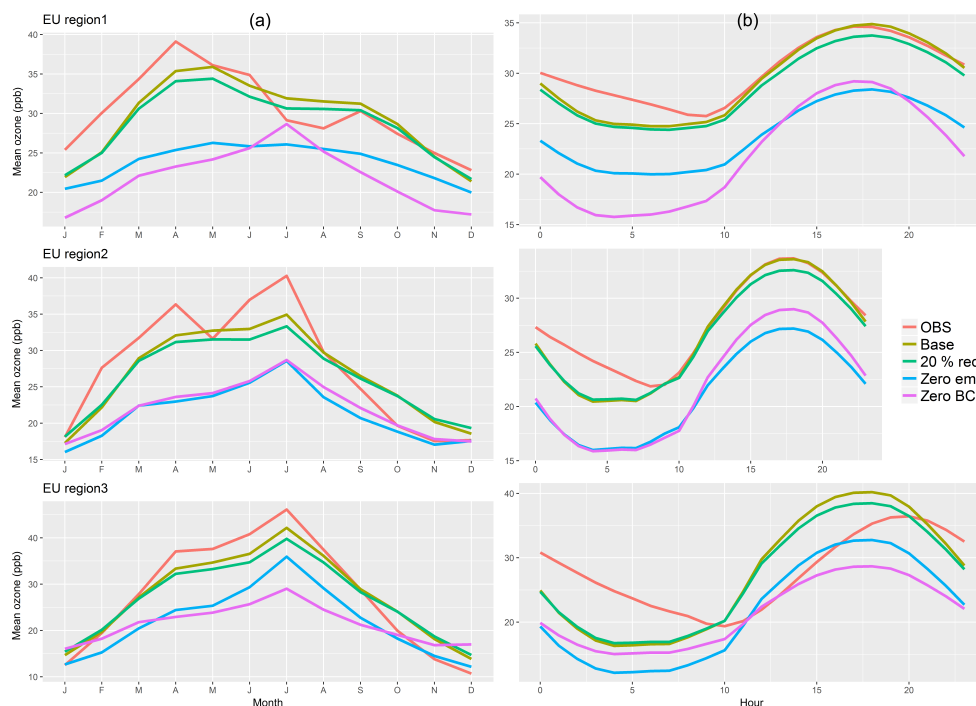 EU region1
(a)
(b)
Mean ozone (ppb)
40
35
30
25
20
J F M A M J J A S O N D
35
30
25
20
15
0 5 10 15 20
EU region2
Mean ozone (ppb)
40
35
30
25
20
15
J F M A M J J A S O N D
30
25
20
15
0 5 10 15 20
OBS
Base
20 % red
Zero em
Zero BC
EU region3
Mean ozone (ppb)
40
30
20
10
J F M A M J J A S O N D
Month
40
30
20
0 5 10 15 20
Hour